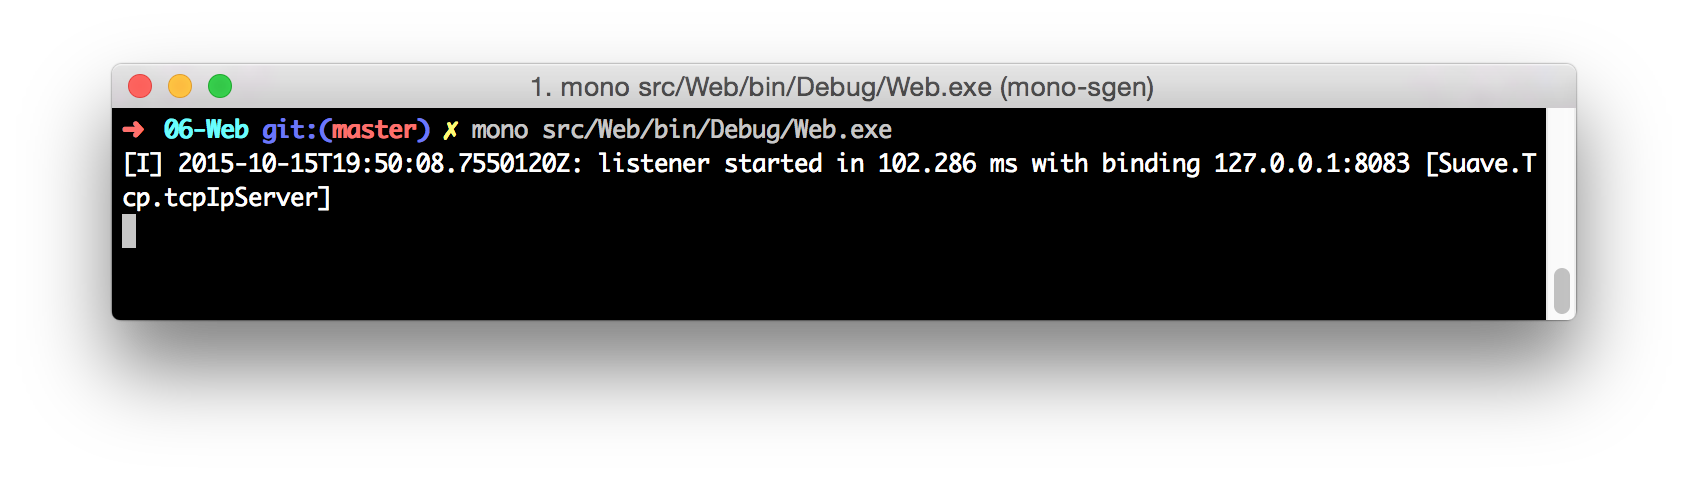 1. mono src/Web/bin/Debug/Web.exe (mono-sgen)
➜ 06-Web git:(master) ✗ mono src/Web/bin/Debug/Web.exe
[I] 2015-10-15T19:50:08.7550120Z: listener started in 102.286 ms with binding 127.0.0.1:8083 [Suave.T
cp.tcpIpServer]